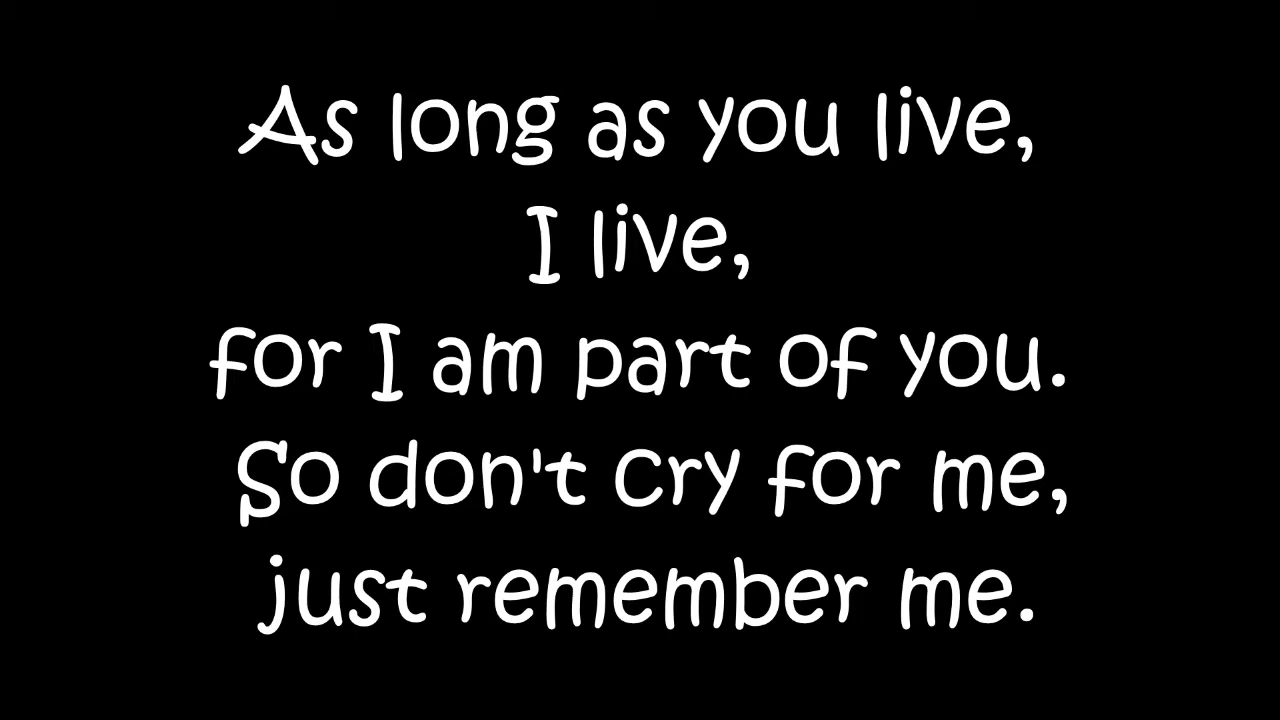 As long as you live,
I live,
for I am part of you.
So don't cry for me,
just remember me.